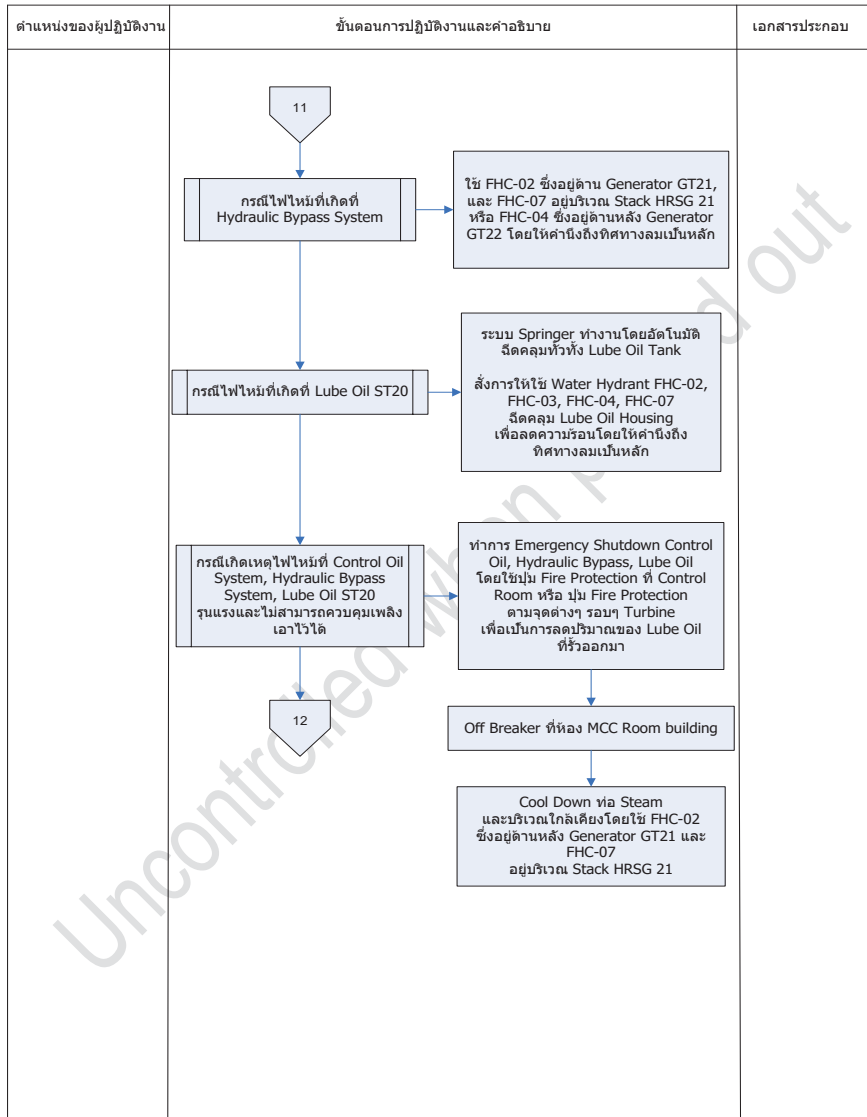 ตำแหน่งของผู้ปฏิบัติงาน
ขั้นตอนการปฏิบัติงานและคำอธิบาย
เอกสารประกอบ
11
กรณีไฟไหม้ที่เกิดที่
Hydraulic Bypass System
ใช้ FHC-02 ซึ่งอยู่ด้าน Generator GT21,
และ FHC-07 อยู่บริเวณ Stack HRSG 21
หรือ FHC-04 ซึ่งอยู่ด้านหลัง Generator
GT22 โดยให้คำนึงถึงทิศทางลมเป็นหลัก
กรณีไฟไหม้ที่เกิดที่ Lube Oil ST20
ระบบ Springer ทำงานโดยอัตโนมัติ
ฉีดคลุมทั่วทั้ง Lube Oil Tank
สั่งการให้ใช้ Water Hydrant FHC-02,
FHC-03, FHC-04, FHC-07
ฉีดคลุม Lube Oil Housing
เพื่อลดความร้อนโดยให้คำนึงถึง
ทิศทางลมเป็นหลัก
กรณีเกิดเหตุไฟไหม้ที่ Control Oil
System, Hydraulic Bypass
System, Lube Oil ST20
รุนแรงและไม่สามารถควบคุมเพลิง
เอาไว้ได้
ทำการ Emergency Shutdown Control
Oil, Hydraulic Bypass, Lube Oil
โดยใช้ปุ่ม Fire Protection ที่ Control
Room หรือ ปุ่ม Fire Protection
ตามจุดต่างๆ รอบๆ Turbine
เพื่อเป็นการลดปริมาณของ Lube Oil
ที่รั่วออกมา
12
Off Breaker ที่ห้อง MCC Room building
Cool Down ท่อ Steam
และบริเวณใกล้เคียงโดยใช้ FHC-02
ซึ่งอยู่ด้านหลัง Generator GT21 และ
FHC-07
อยู่บริเวณ Stack HRSG 21
Uncontrolled when p d out